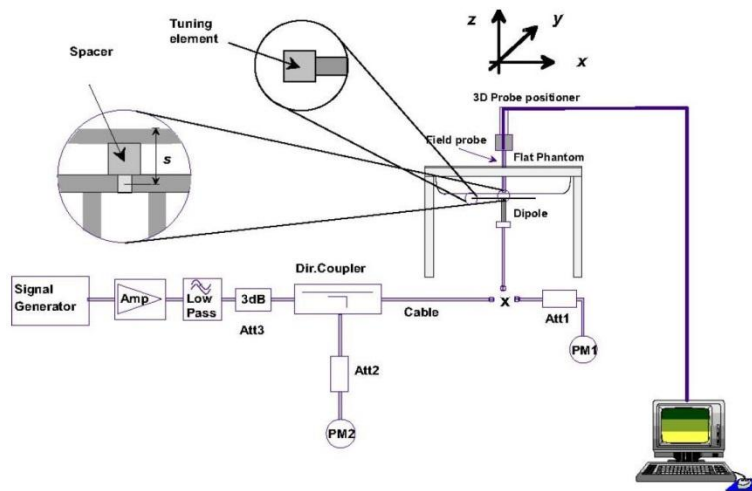 Tuning
element
Spacer
s
z
y
x
3D Probe positioner
Field probe
Flat Phantom
Dipole
Dir.Coupler
Signal
Generator
Amp
Low
Pass
3dB
Att3
Cable
x
Att1
PM1
Att2
PM2